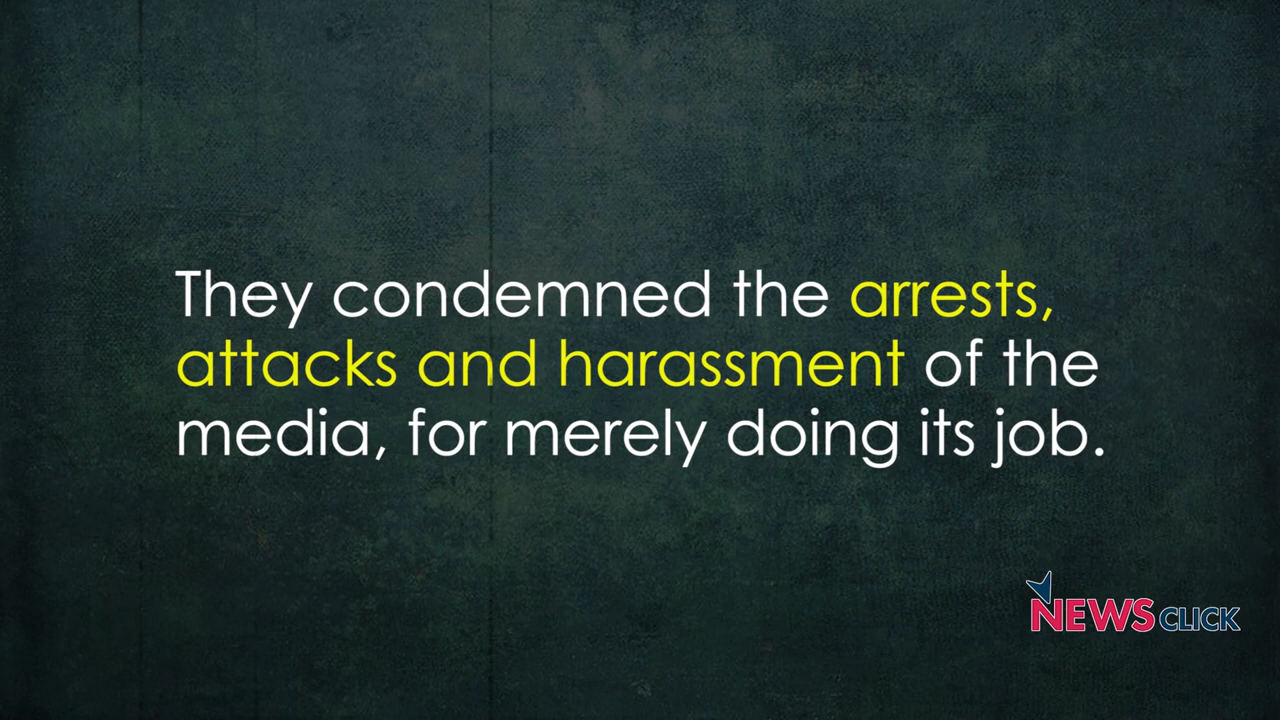 They condemned the arrests,
attacks and harassment of the
media, for merely doing its job.
NEWSCLICK